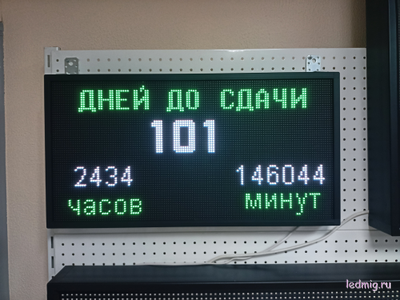 ДНЕЙ ДО СДАЧИ
101
2434 146044
часов минут
ledmig.ru